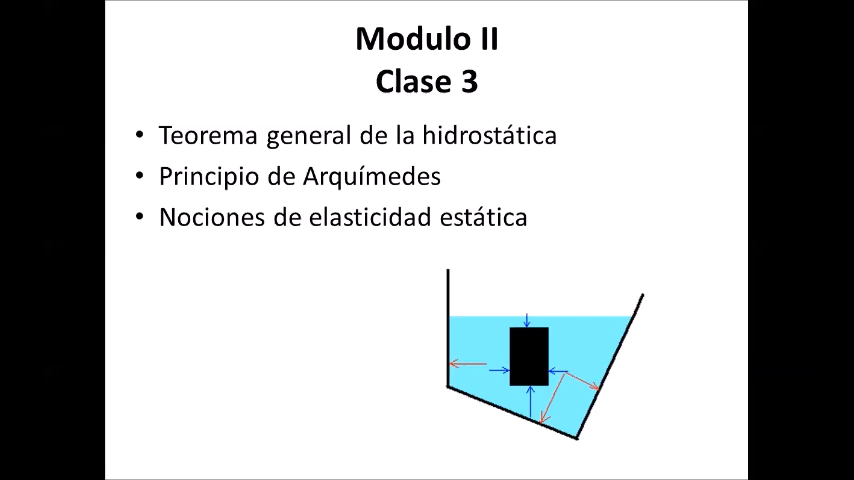 Modulo II
Clase 3
• Teorema general de la hidrostática
• Principio de Arquímedes
• Nociones de elasticidad estática